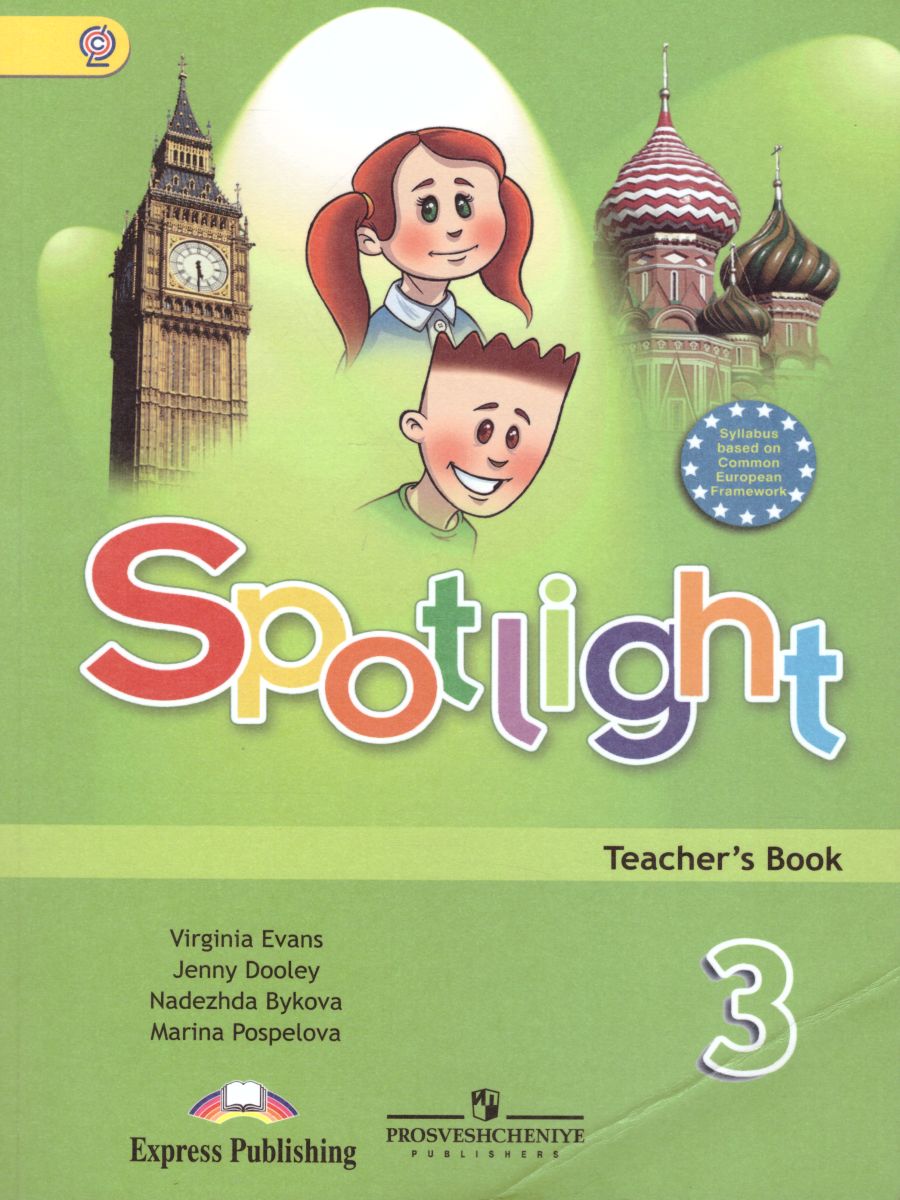 Syllabus
based on
Common
European
Framework
Spotlight
Teacher's Book
Virginia Evans
Jenny Dooley
Nadezhda Bykova
Marina Pospelova
3
Express Publishing
PROSVESHCHENIYE
PUBLISHERS